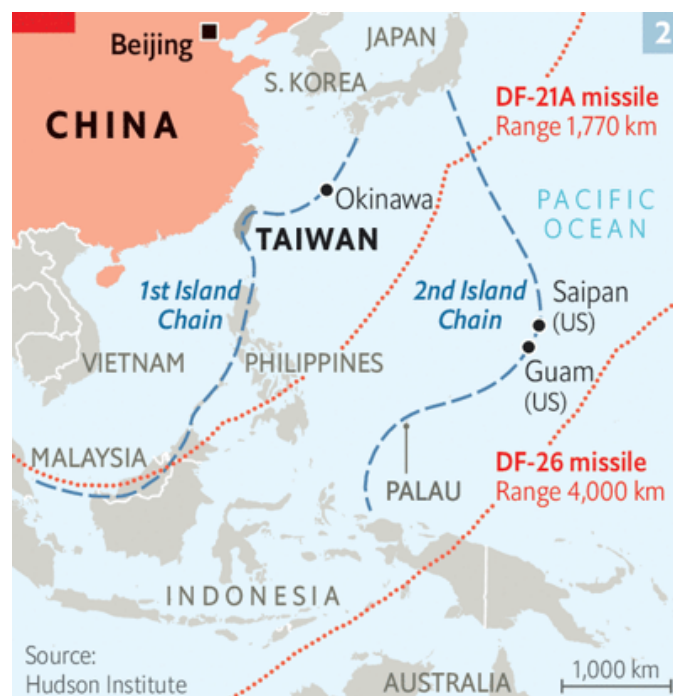 2
JAPAN
Beijing
S. KOREA
DF-21A missile
Range 1,770 km
CHINA
Okinawa
PACIFIC
OCEAN
TAIWAN
1st Island
Chain
2nd Island
Chain
Saipan
(US)
VIETNAM
PHILIPPINES
Guam
(US)
MALAYSIA
DF-26 missile
Range 4,000 km
PALAU
INDONESIA
Source:
Hudson Institute
AUSTRALIA
1,000 km